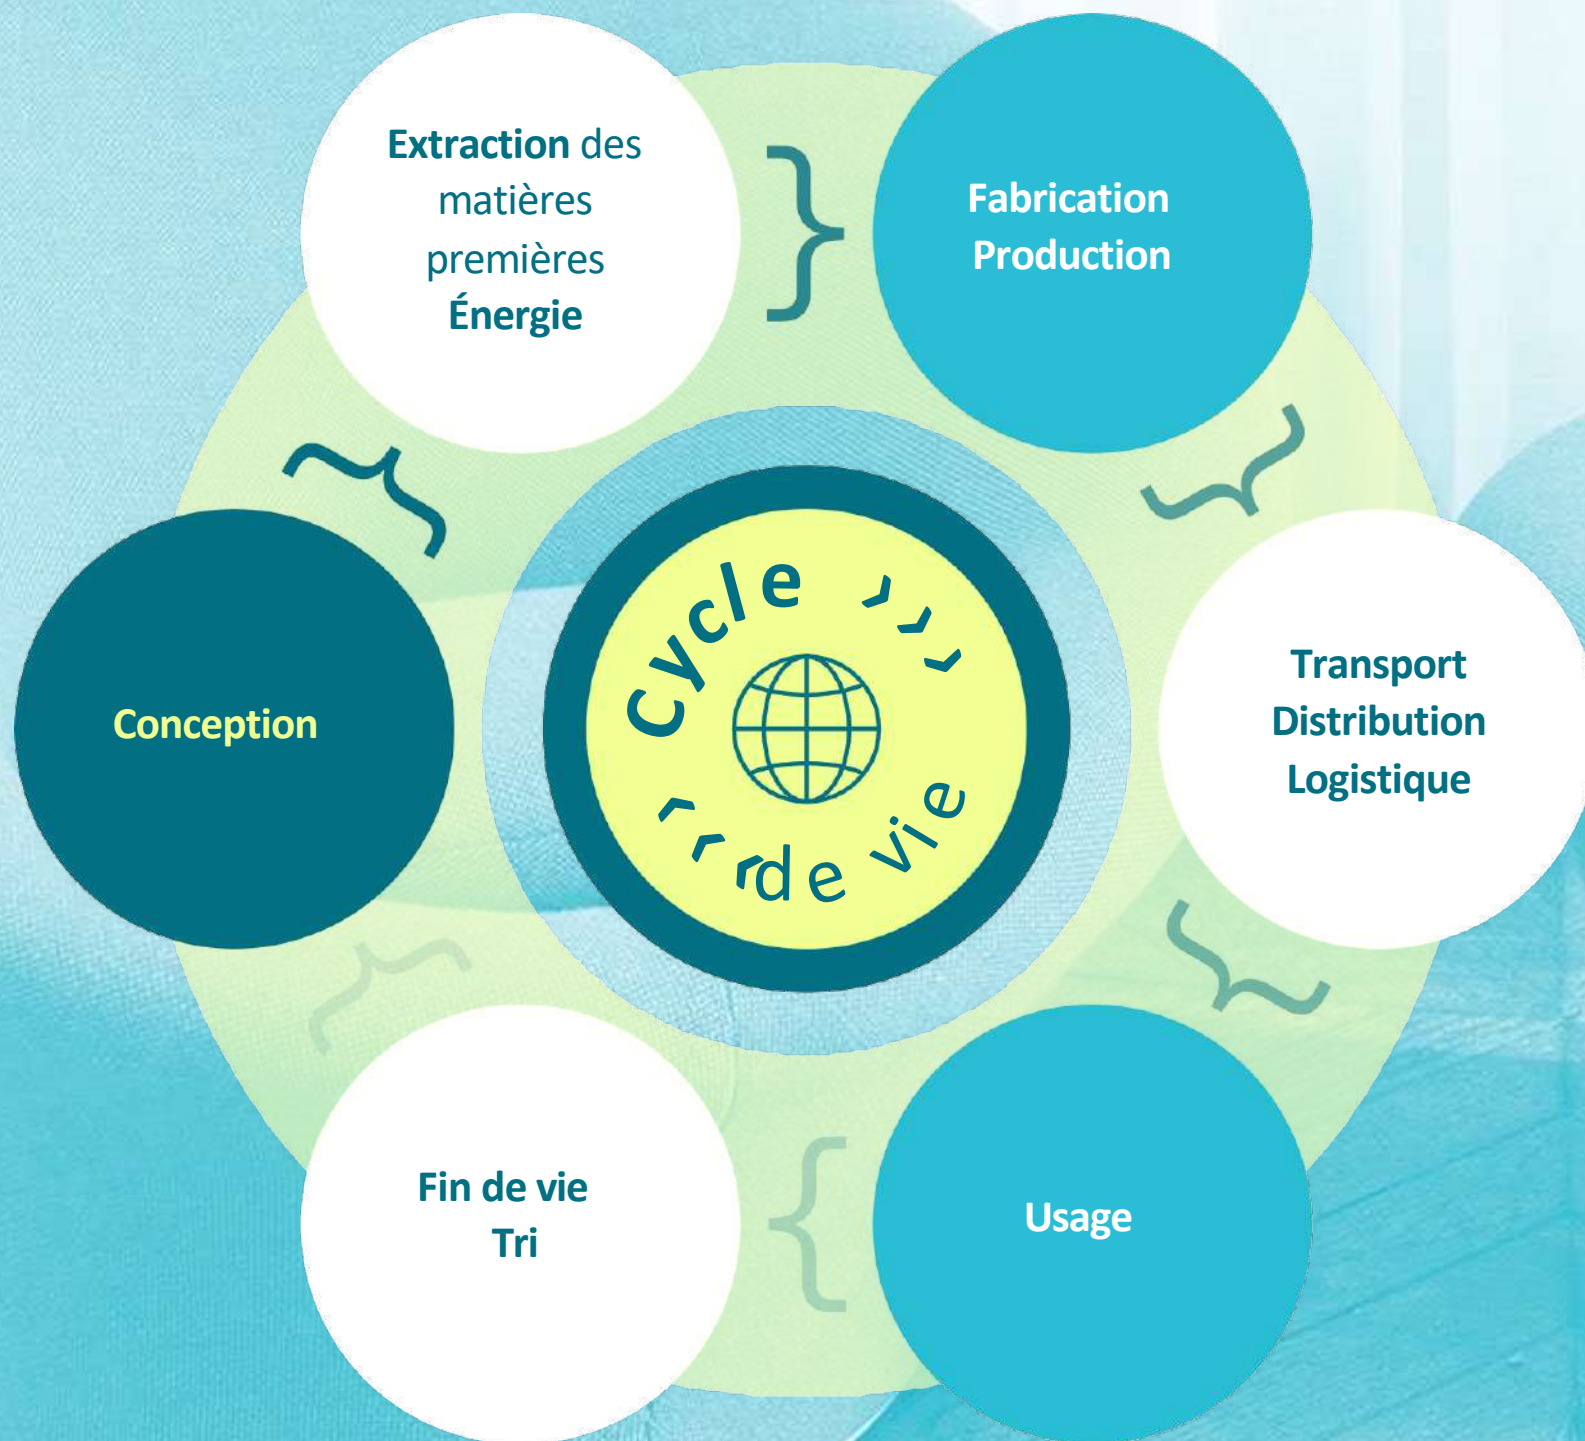 Extraction des
matières
premières
Énergie
Fabrication
Production
Transport
Distribution
Logistique
Usage
Fin de vie
Tri
Conception
Cycle
de vie